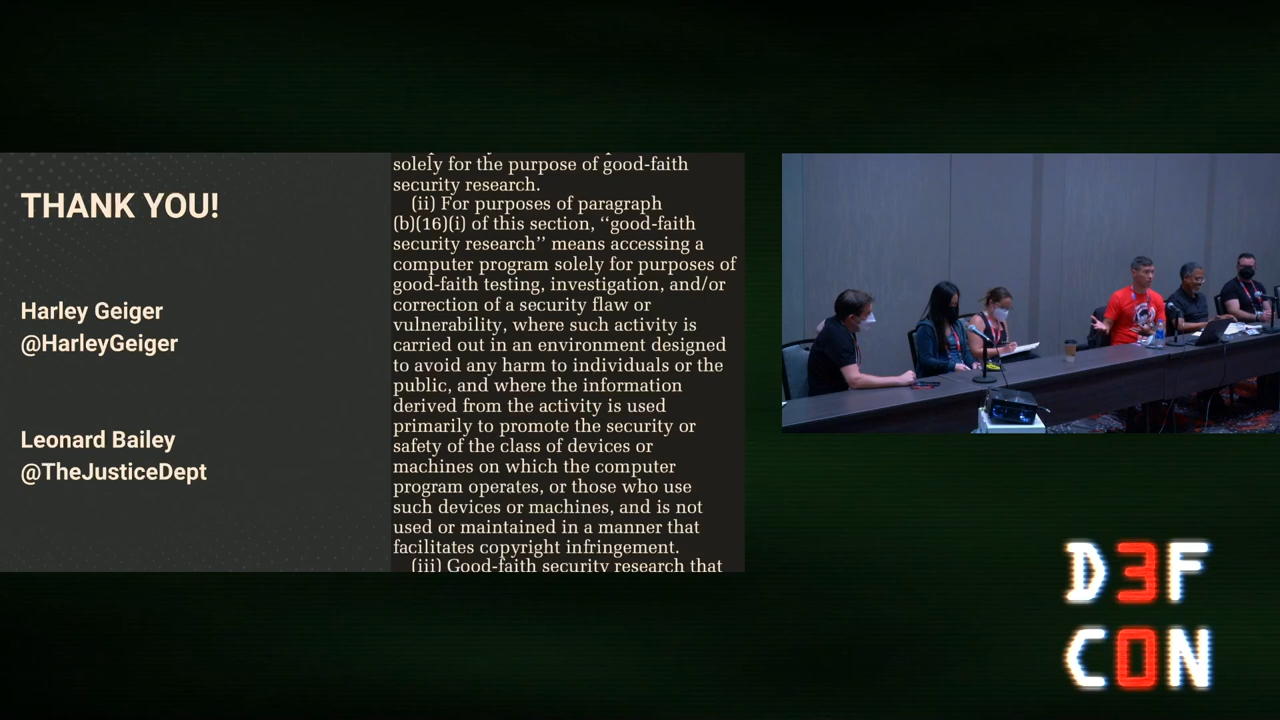 THANK YOU!
Harley Geiger
@HarleyGeiger
Leonard Bailey
@TheJusticeDept
solely for the purpose of good-faith
security research.
(ii) For purposes of paragraph
(b)(16)(i) of this section, ‘‘good-faith
security research’’ means accessing a
computer program solely for purposes of
good-faith testing, investigation, and/or
correction of a security flaw or
vulnerability, where such activity is
carried out in an environment designed
to avoid any harm to individuals or the
public, and where the information
derived from the activity is used
primarily to promote the security or
safety of the class of devices or
machines on which the computer
program operates, or those who use
such devices or machines, and is not
used or maintained in a manner that
facilitates copyright infringement.
(iii) Good-faith security research that
D3F
C0N